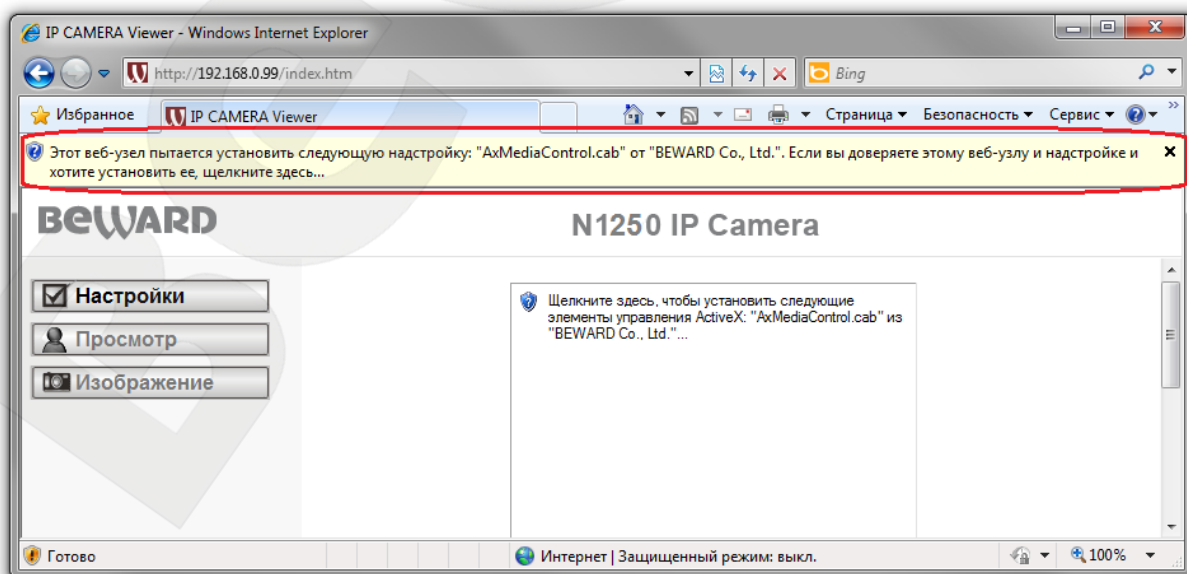 IP CAMERA Viewer - Windows Internet Explorer
http://192.168.0.99/index.htm
Bing
Избранное
IP CAMERA Viewer
Страница
Безопасность
Сервис
Этот веб-узел пытается установить следующую надстройку: "AxMediaControl.cab" от "BEWARD Co., Ltd.". Если вы доверяете этому веб-узлу и надстройке и
хотите установить ее, щелкните здесь...
BEWARD
N1250 IP Camera
Настройки
Просмотр
Изображение
Щелкните здесь, чтобы установить следующие
элементы управления ActiveX: "AxMediaControl.cab" из
"BEWARD Co., Ltd."...
Готово
Интернет | Защищенный режим: выкл.
100%